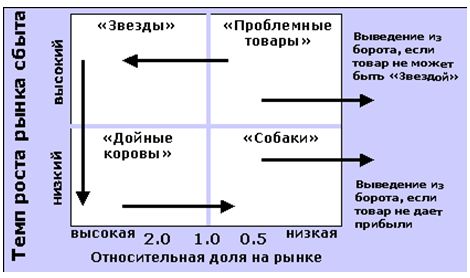 «Звезды»
«Проблемные
товары»
Выведение из
борота, если
товар не может
быть «Звездой»
Темп роста рынка сбыта
высокий
низкий
«Дойные
коровы»
«Собаки»
Выведение из
борота, если
товар не дает
прибыли
высокая 2.0 1.0 0.5 низкая
Относительная доля на рынке